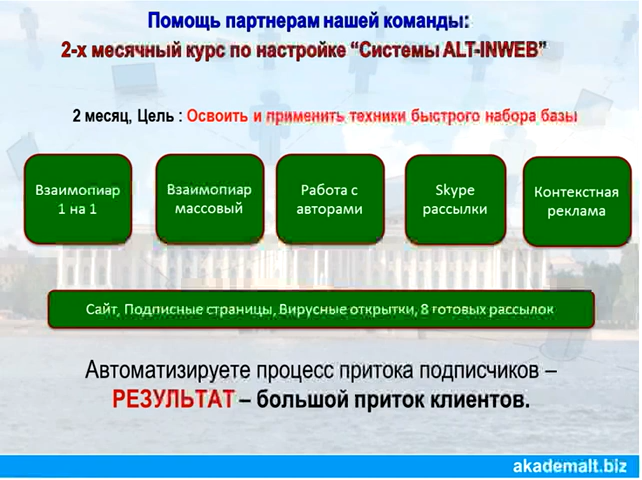 Помощь партнерам нашей команды:
2-х месячный курс по настройке “Системы ALT-INWEB”
2 месяц, Цель : Освоить и применить техники быстрого набора базы
Взаимопиар
1 на 1
Взаимопиар
массовый
Работа с
авторами
Skype
рассылки
Контекстная
реклама
Сайт, Подписные страницы, Вирусные открытки, 8 готовых рассылок
Автоматизируете процесс притока подписчиков –
РЕЗУЛЬТАТ – большой приток клиентов.
akademalt.biz